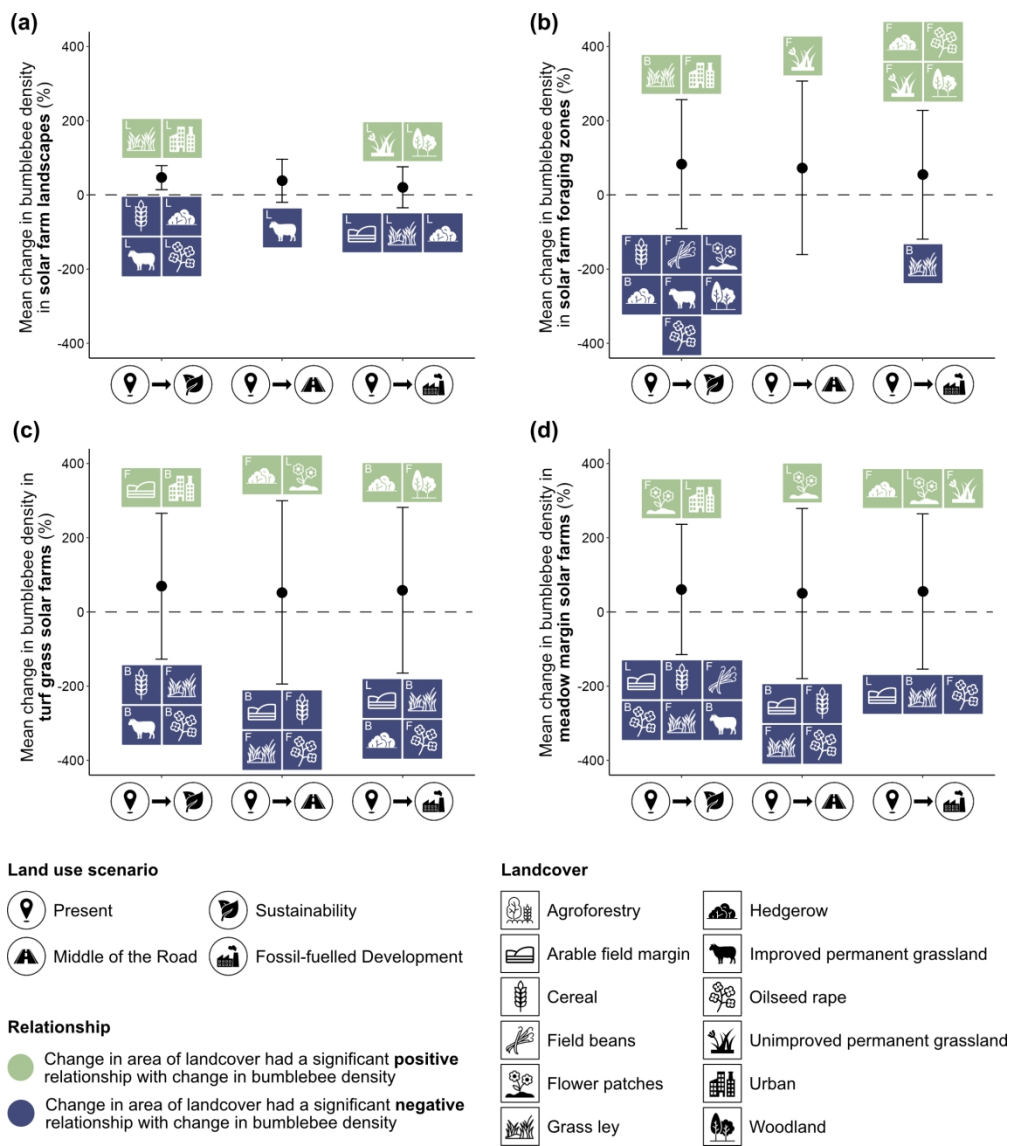 (a)
Mean change in bumblebee density
in solar farm landscapes (%)
400
200
0
-200
-400
L L
L L
L L
L
L L
L L L
(b)
Mean change in bumblebee density
in solar farm foraging zones (%)
400
200
0
-200
-400
B F
F
F F
F F
F F L
B F F
F
B
(c)
Mean change in bumblebee density in
turf grass solar farms (%)
400
200
0
-200
-400
F B
F L
B F
B F
B B
B F
F F
L B
B F
(d)
Mean change in bumblebee density in
meadow margin solar farms (%)
400
200
0
-200
-400
F L
L
F L F
L B F
B F B
B F
F F
L B F
Land use scenario
Present
Sustainability
Middle of the Road
Fossil-fuelled Development
Relationship
Change in area of landcover had a significant positive
relationship with change in bumblebee density
Change in area of landcover had a significant negative
relationship with change in bumblebee density
Landcover
Agroforestry
Arable field margin
Cereal
Field beans
Flower patches
Grass ley
Hedgerow
Improved permanent grassland
Oilseed rape
Unimproved permanent grassland
Urban
Woodland